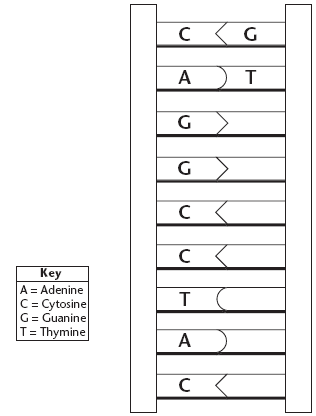 C G
A T
G
G
C
C
T
A
C
Key
A = Adenine
C = Cytosine
G = Guanine
T = Thymine